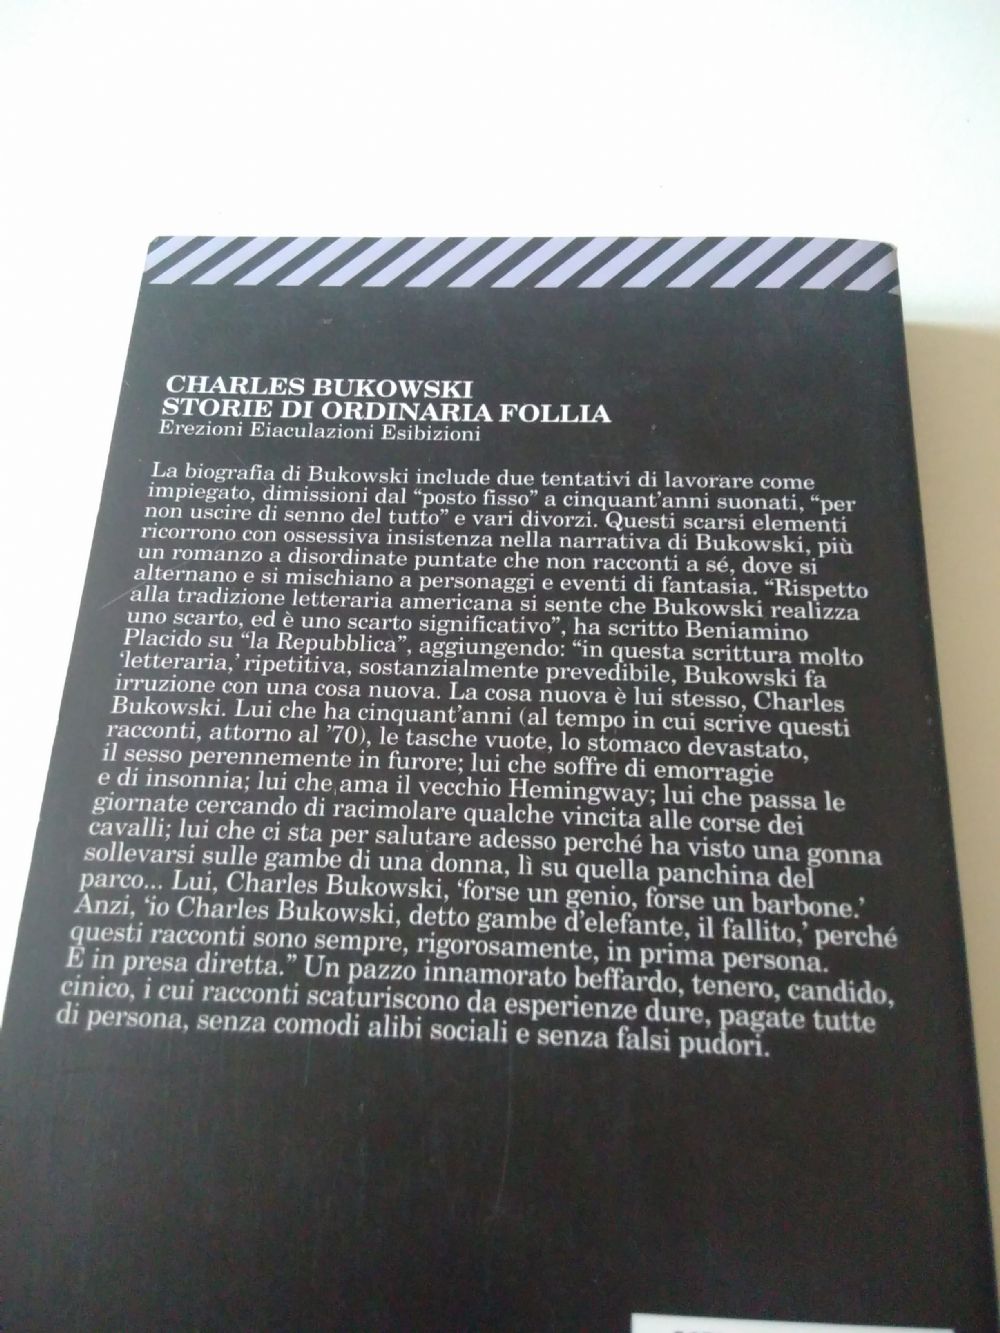 CHARLES BUKOWSKI
STORIE DI ORDINARIA FOLLIA
Erezioni Eiaculazioni Esibizioni
La biografia di Bukowski include due tentativi di lavorare come
impiegato, dimissioni dal “posto fisso” a cinquant’anni suonati, “per
non uscire di senno del tutto” e vari divorzi. Questi scarsi elementi
ricorrono con ossessiva insistenza nella narrativa di Bukowski, più
un romanzo a disordinate puntate che non racconti a sé, dove si
alternano e si mischiano a personaggi e eventi di fantasia. “Rispetto
alla tradizione letteraria americana si sente che Bukowski realizza
uno scarto, ed è uno scarto significativo”, ha scritto Beniamino
Placido su “la Repubblica”, aggiungendo: “in questa scrittura molto
‘letteraria,’ ripetitiva, sostanzialmente prevedibile, Bukowski fa
irruzione con una cosa nuova. La cosa nuova è lui stesso, Charles
Bukowski. Lui che ha cinquant’anni (al tempo in cui scrive questi
racconti, attorno al ’70), le tasche vuote, lo stomaco devastato,
il sesso perennemente in furore; lui che soffre di emorragie
e di insonnia; lui che ama il vecchio Hemingway; lui che passa le
giornate cercando di racimolare qualche vincita alle corse dei
cavalli; lui che ci sta per salutare adesso perché ha visto una gonna
sollevarsi sulle gambe di una donna, lì su quella panchina del
parco... Lui, Charles Bukowski, ‘forse un genio, forse un barbone.’
Anzi, ‘io Charles Bukowski, detto gambe d’elefante, il fallito,’ perché
questi racconti sono sempre, rigorosamente, in prima persona.
E in presa diretta.” Un pazzo innamorato beffardo, tenero, candido,
cinico, i cui racconti scaturiscono da esperienze dure, pagate tutte
di persona, senza comodi alibi sociali e senza falsi pudori.